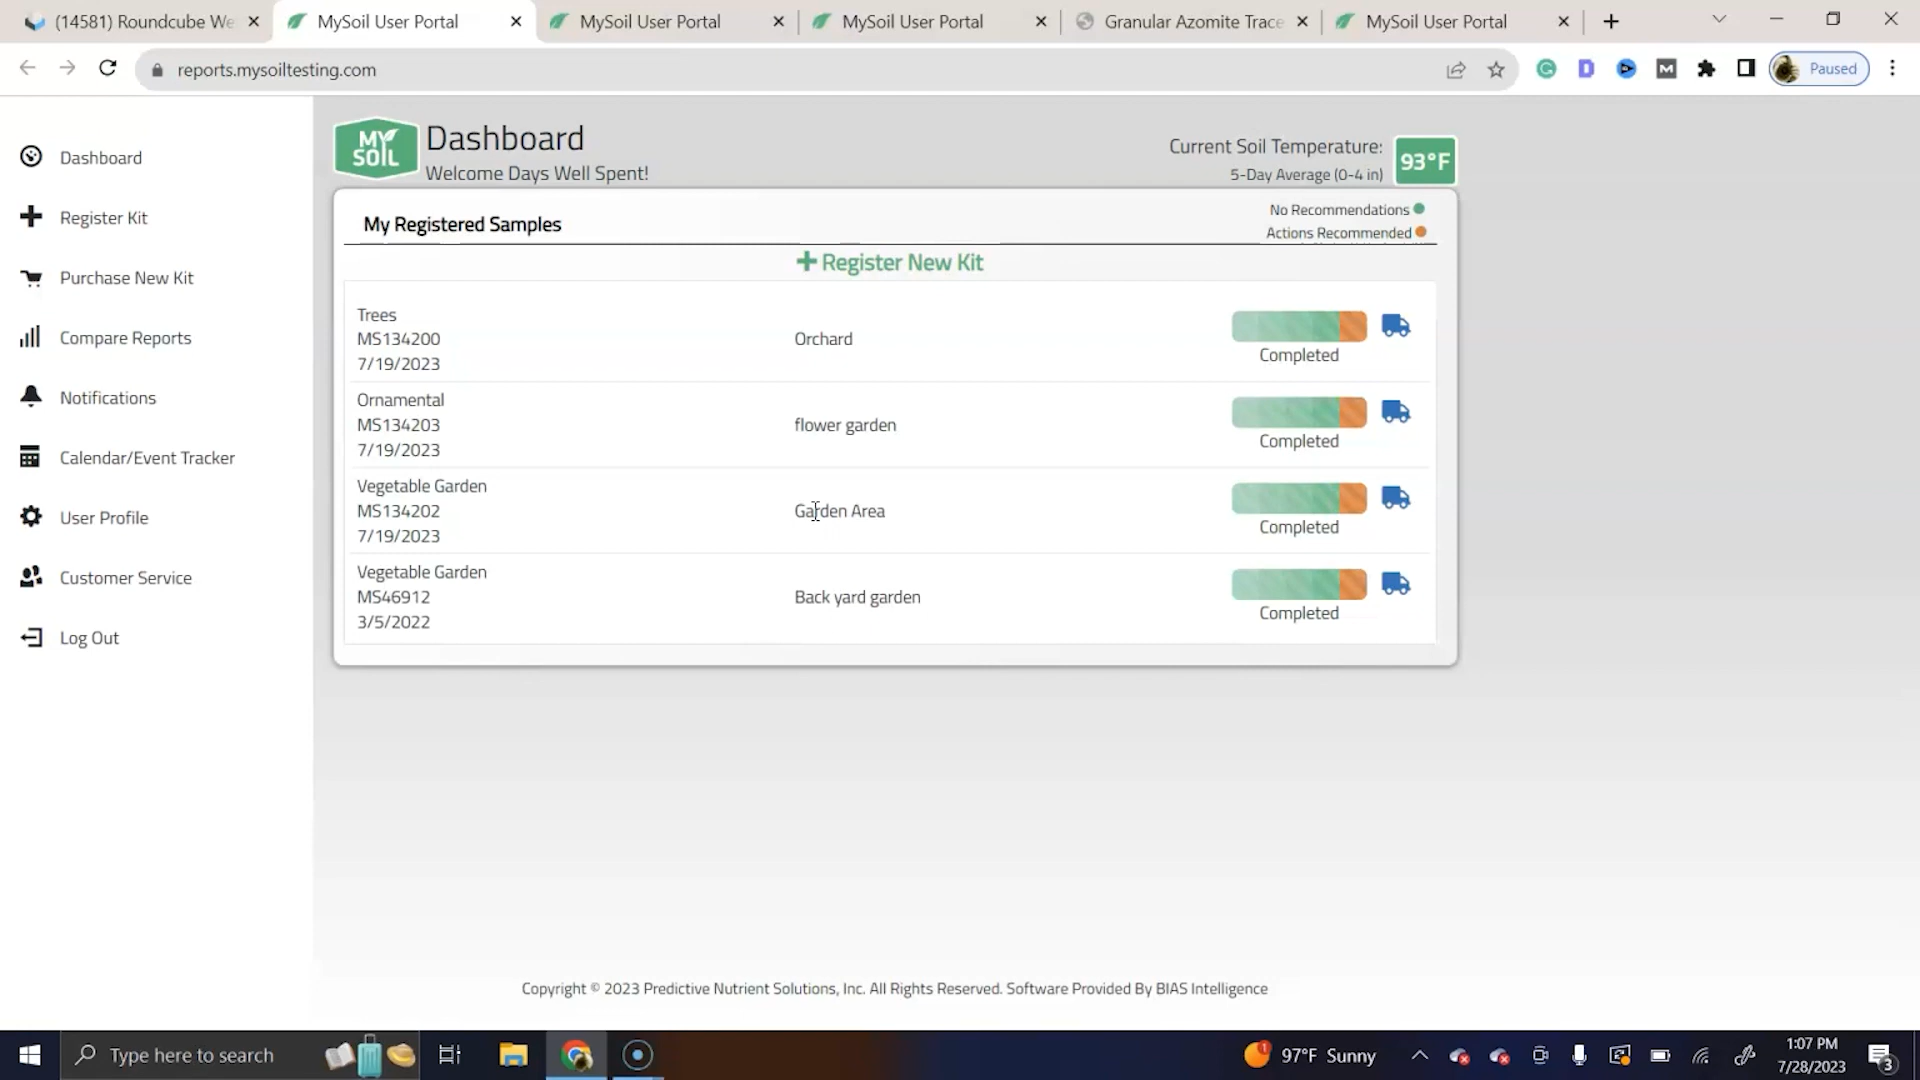 (14581) Roundcube We
MySoil User Portal
MySoil User Portal
MySoil User Portal
Granular Azomite Trace
MySoil User Portal
reports.mysoiltesting.com
Paused
Dashboard
Register Kit
Purchase New Kit
Compare Reports
Notifications
Calendar/Event Tracker
User Profile
Customer Service
Log Out
MY
SOIL
Dashboard
Welcome Days Well Spent!
Current Soil Temperature:
5-Day Average (0-4 in)
93°F
My Registered Samples
No Recommendations
Actions Recommended
Register New Kit
Trees
MS134200
7/19/2023
Orchard
Completed
Ornamental
MS134203
7/19/2023
flower garden
Completed
Vegetable Garden
MS134202
7/19/2023
Garden Area
Completed
Vegetable Garden
MS46912
3/5/2022
Back yard garden
Completed
Copyright © 2023 Predictive Nutrient Solutions, Inc. All Rights Reserved. Software Provided By BIAS Intelligence
Type here to search
1
97°F Sunny
1:07 PM
7/28/2023
3